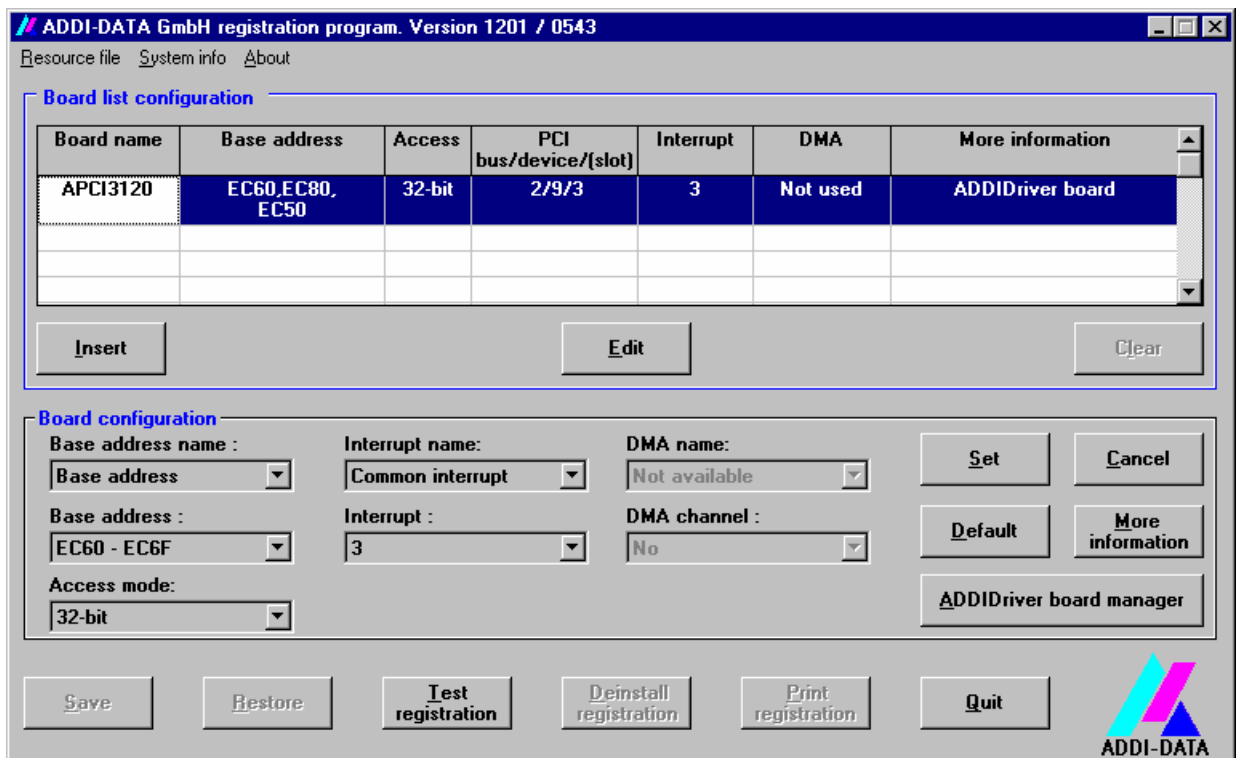 ADDI-DATA GmbH registration program. Version 1201 / 0543
Resource file System info About
Board list configuration
Board name Base address Access PCI bus/device/(slot) Interrupt DMA More information
APCI3120 EC60,EC80, EC50 32-bit 2/9/3 3 Not used ADDIDriver board
Insert Edit Clear
Board configuration
Base address name : Interrupt name: DMA name:
Base address Common interrupt Not available
Set Cancel
Base address : Interrupt : DMA channel :
EC60 - EC6F 3 No
Default More information
Access mode:
32-bit
ADDIDriver board manager
Save Restore Test registration Deinstall registration Print registration Quit
ADDI-DATA